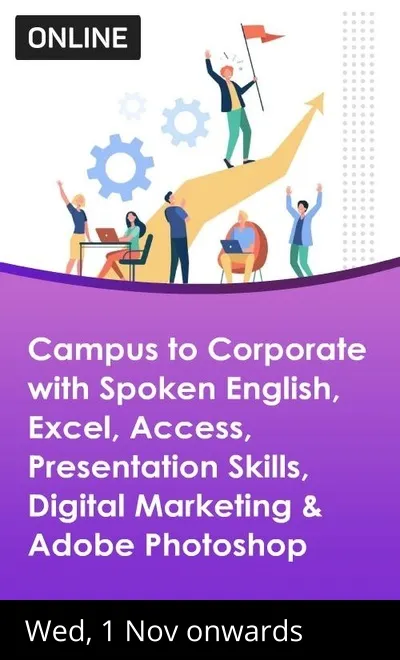 ONLINE
Campus to Corporate
with Spoken English,
Excel, Access,
Presentation Skills,
Digital Marketing &
Adobe Photoshop
Wed, 1 Nov onwards